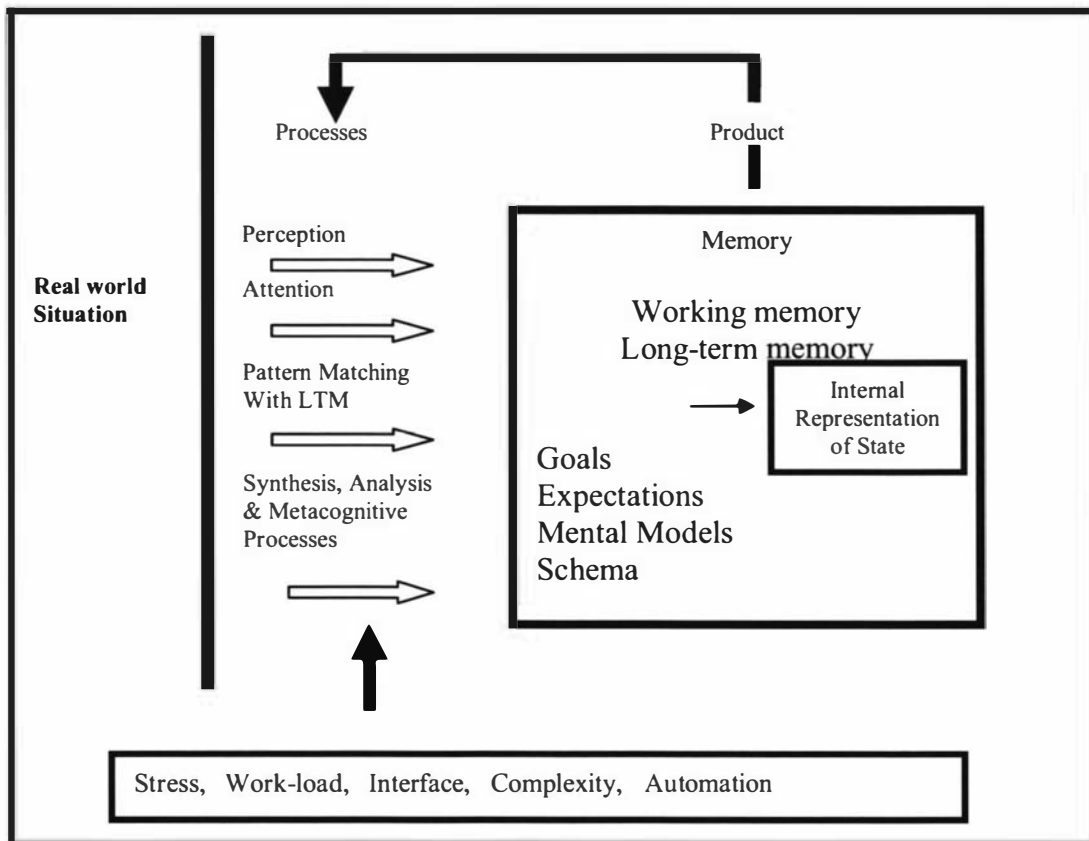 Processes
Product
Real world
Situation
Perception
Attention
Pattern Matching
With LTM
Synthesis, Analysis
& Metacognitive
Processes
Memory
Working memory
Long-term memory
Internal
Representation
of State
Goals
Expectations
Mental Models
Schema
Stress, Work-load, Interface, Complexity, Automation